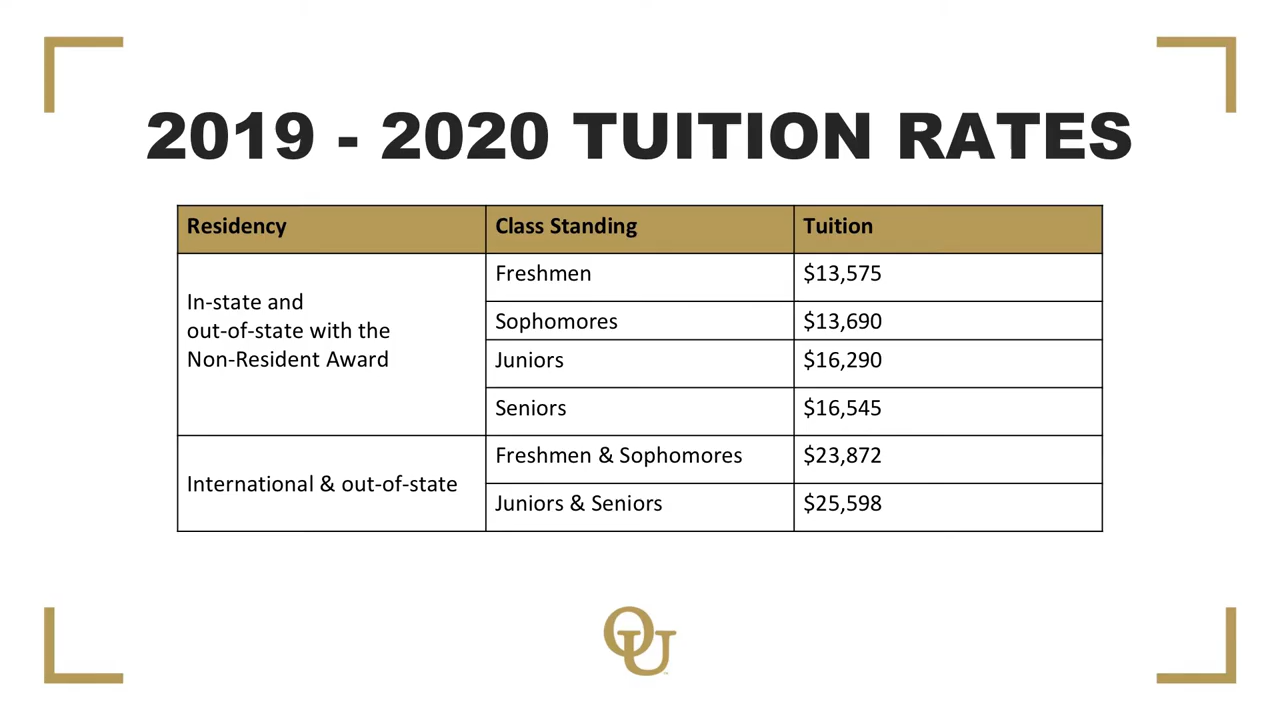 2019 - 2020 TUITION RATES
Residency Class Standing Tuition
In-state and
out-of-state with the
Non-Resident Award
Freshmen $13,575
Sophomores $13,690
Juniors $16,290
Seniors $16,545
International & out-of-state
Freshmen & Sophomores $23,872
Juniors & Seniors $25,598
OU